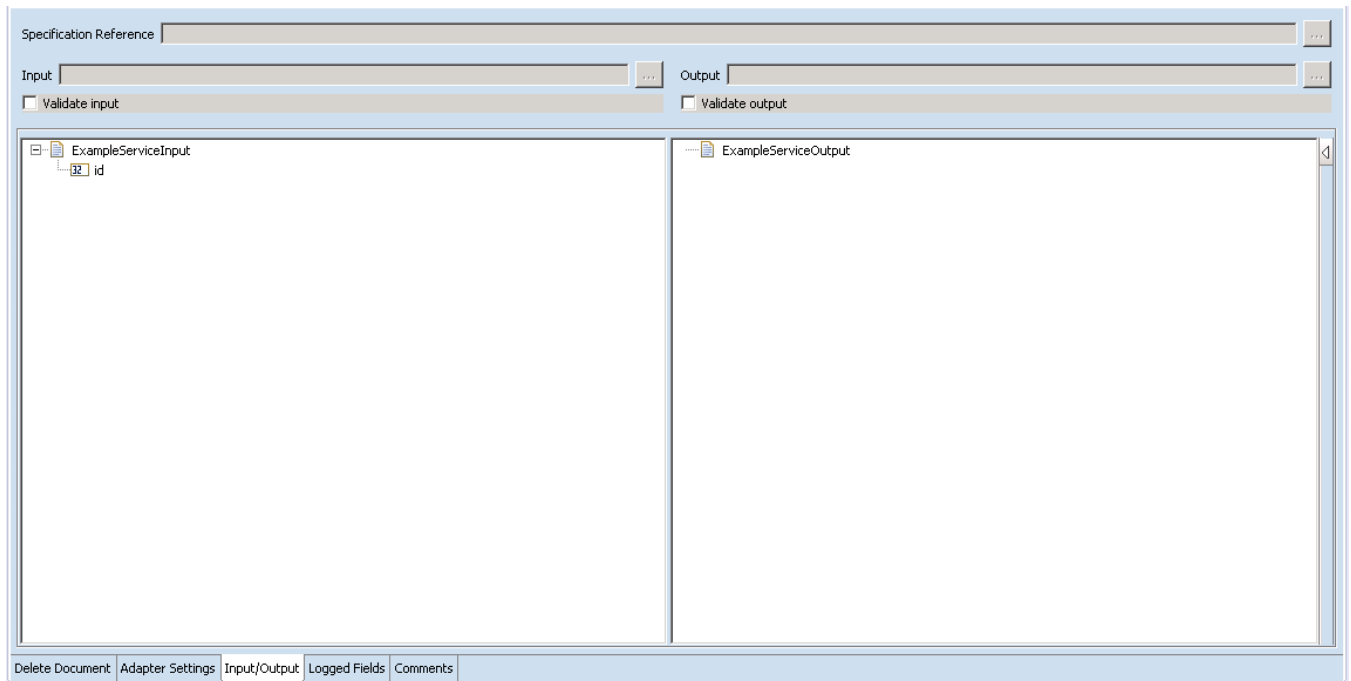 Specification Reference ...
Input ... Output ...
Validate input Validate output
ExampleServiceInput ExampleServiceOutput
32 id
Delete Document Adapter Settings Input/Output Logged Fields Comments